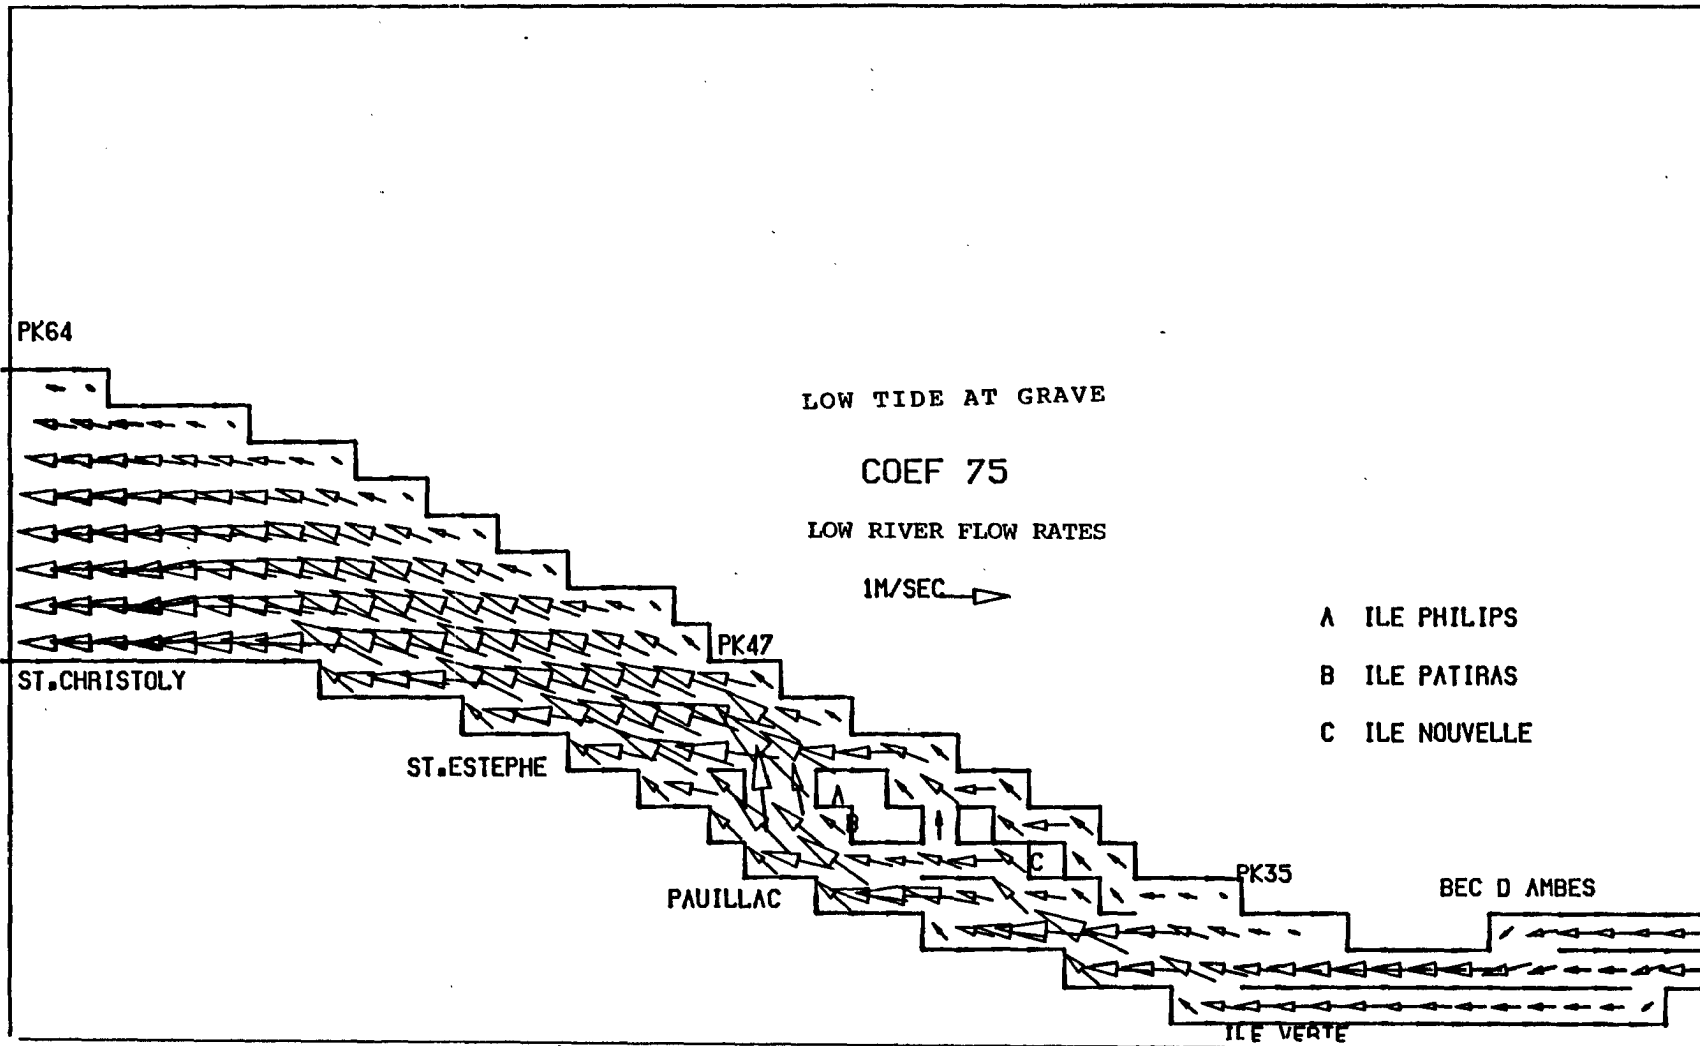 PK64
LOW TIDE AT GRAVE
COEF 75
LOW RIVER FLOW RATES
1M/SEC
A ILE PHILIPS
PK47
B ILE PATIRAS
ST.CHRISTOLY
C ILE NOUVELLE
ST.ESTEPHE
A
B
C
PK35
BEC D AMBES
PAUILLAC
ILE VERTE